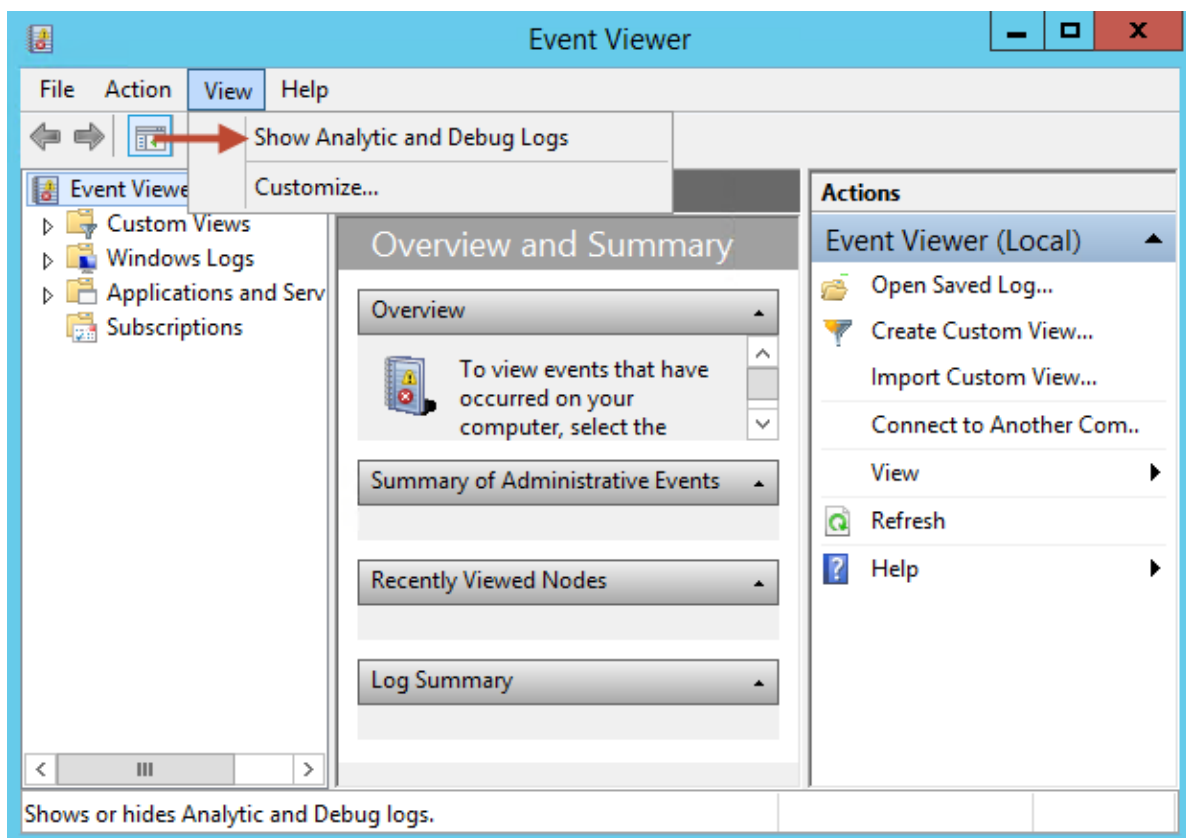 Event Viewer
File Action View Help
Show Analytic and Debug Logs
Customize...
Event Viewe
Custom Views
Windows Logs
Applications and Serv
Subscriptions
Overview and Summary
Overview
To view events that have
occurred on your
computer, select the
Summary of Administrative Events
Recently Viewed Nodes
Log Summary
Actions
Event Viewer (Local)
Open Saved Log...
Create Custom View...
Import Custom View...
Connect to Another Com..
View
Refresh
Help
Shows or hides Analytic and Debug logs.